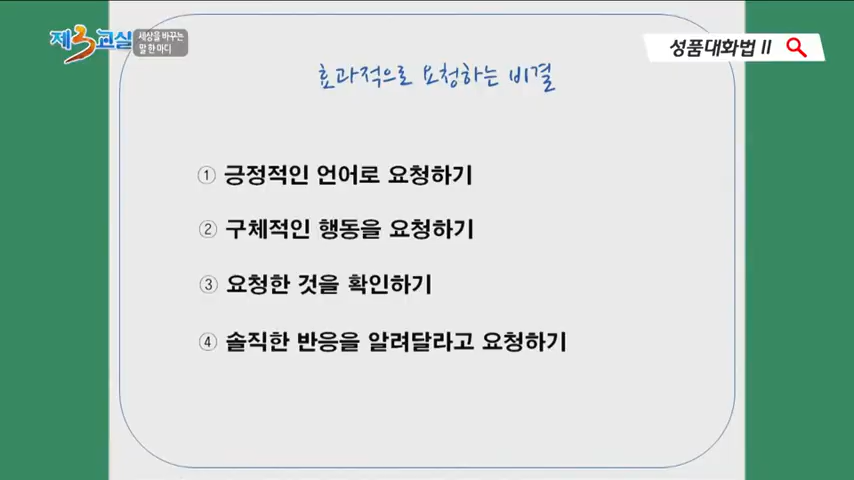 제3교실
세상을 바꾸는
말 한 마디
성품대화법 II
효과적으로 요청하는 비결
① 긍정적인 언어로 요청하기
② 구체적인 행동을 요청하기
③ 요청한 것을 확인하기
④ 솔직한 반응을 알려달라고 요청하기